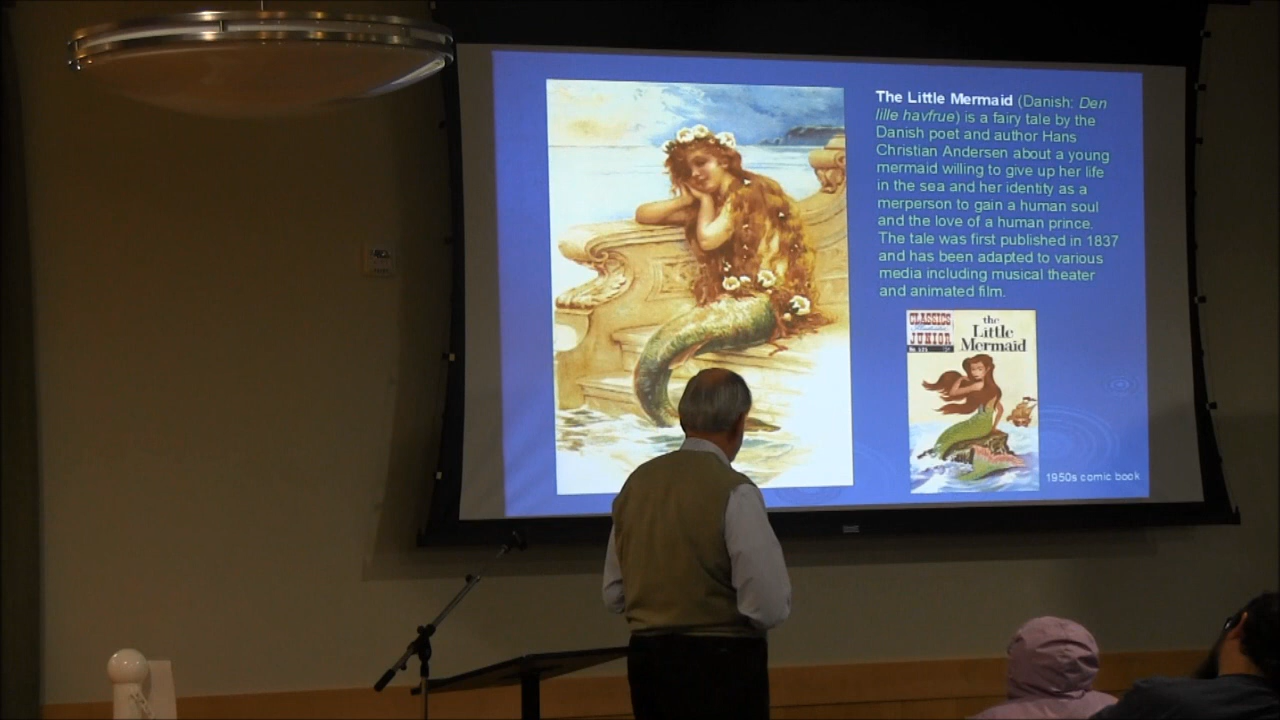 The Little Mermaid (Danish: Den
lille havfrue) is a fairy tale by the
Danish poet and author Hans
Christian Andersen about a young
mermaid willing to give up her life
in the sea and her identity as a
merperson to gain a human soul
and the love of a human prince.
The tale was first published in 1837
and has been adapted to various
media including musical theater
and animated film.
CLASSICS
Illustrated
JUNIOR
the
Little
Mermaid
1950s comic book